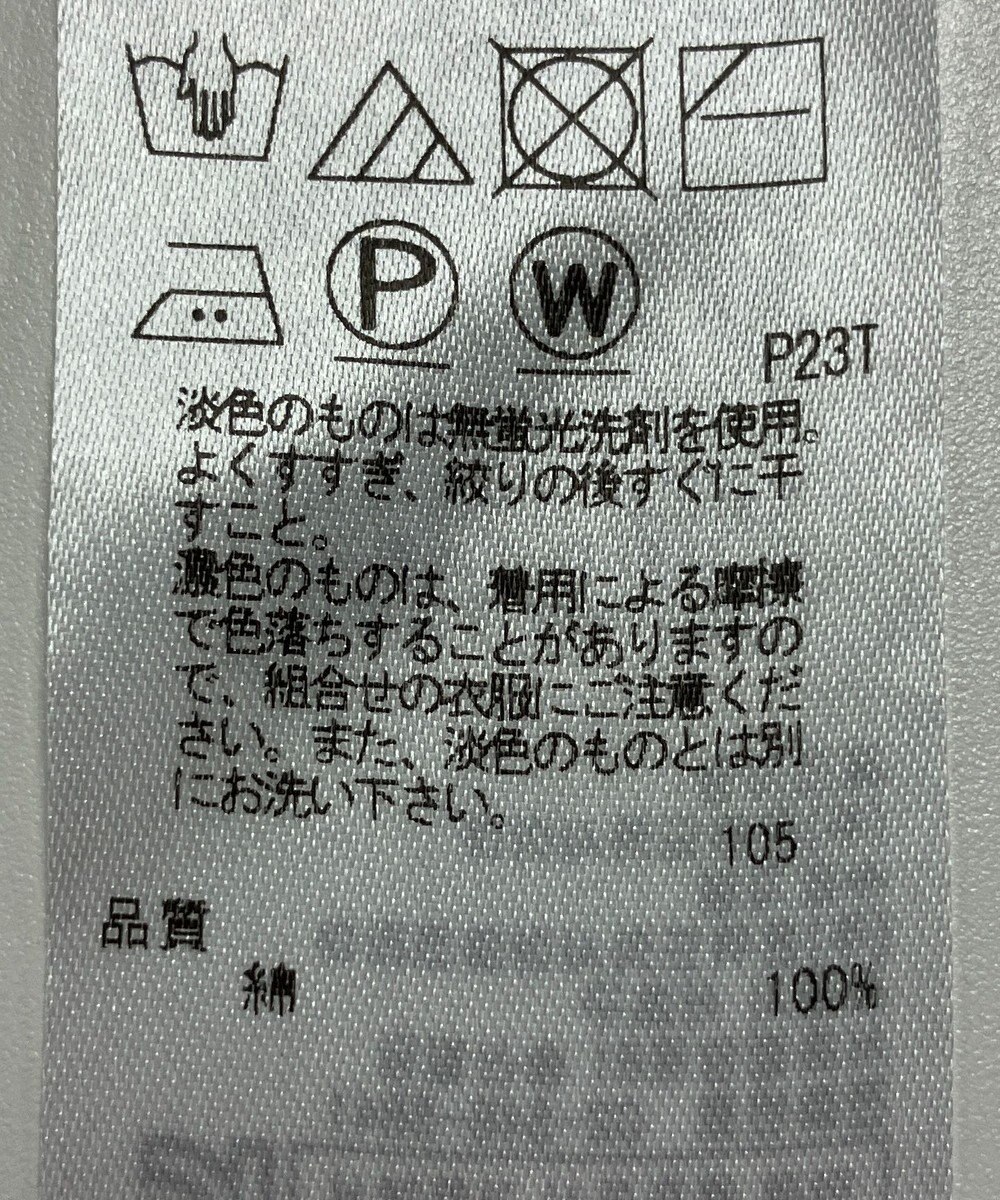 P
W
P23T
淡色のものは無蛍光洗剤を使用。
よくすすぎ、絞りの後すぐに干
すこと。
濃色のものは、着用による摩擦
で色落ちすることがありますの
で、組合せの衣服にご注意くだ
さい。また、淡色のものとは別
にお洗い下さい。
105
品質
綿 100%